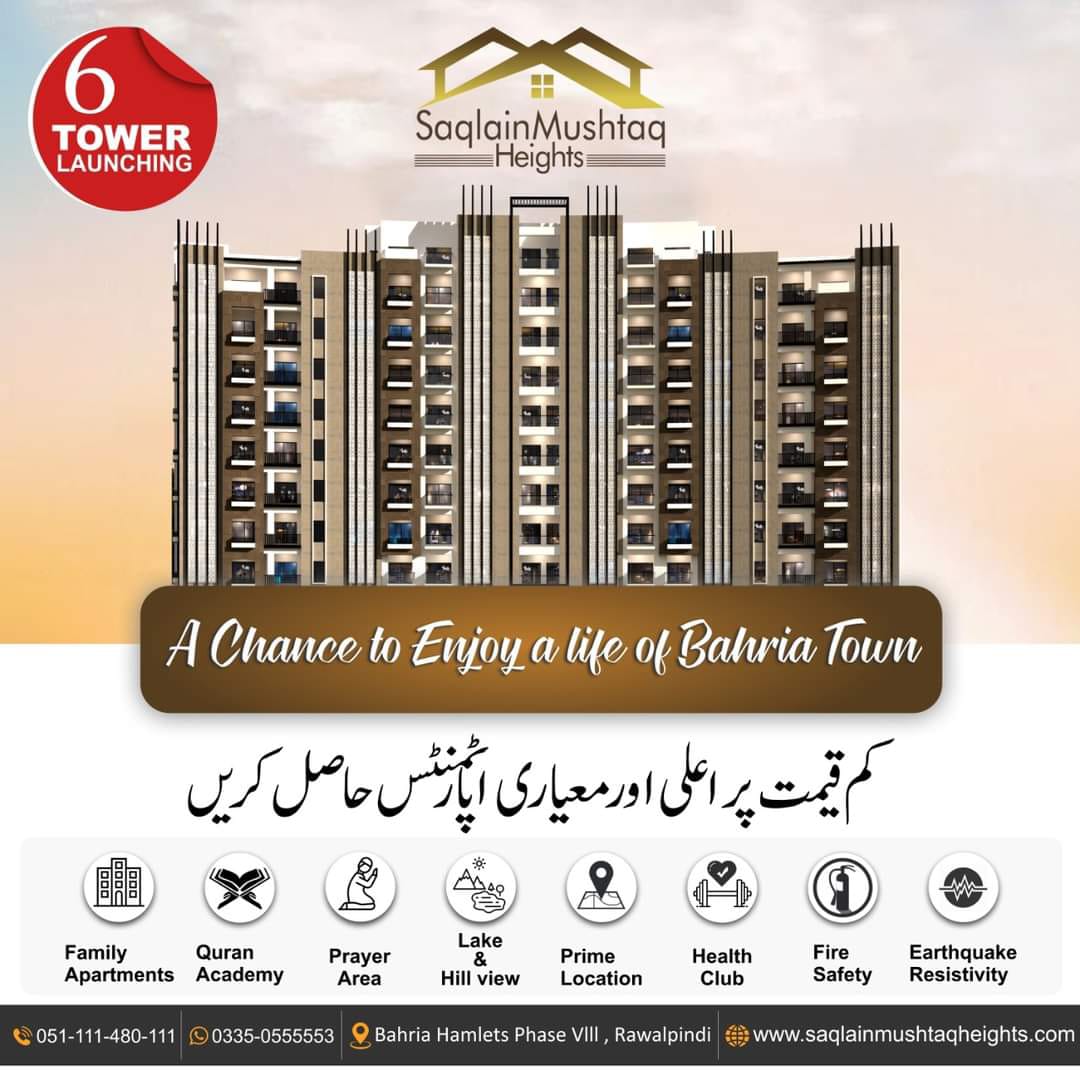 6
TOWER
LAUNCHING
SaqlainMushtaq
Heights
A Chance to Enjoy a life of Bahria Town
کم قیمت پر اعلی اور معیاری اپارٹمنٹس حاصل کریں
Family
Apartments
Quran
Academy
Prayer
Area
Lake
&
Hill view
Prime
Location
Health
Club
Fire
Safety
Earthquake
Resistivity
051-111-480-111
0335-0555553
Bahria Hamlets Phase Vlll , Rawalpindi
www.saqlainmushtaqheights.com